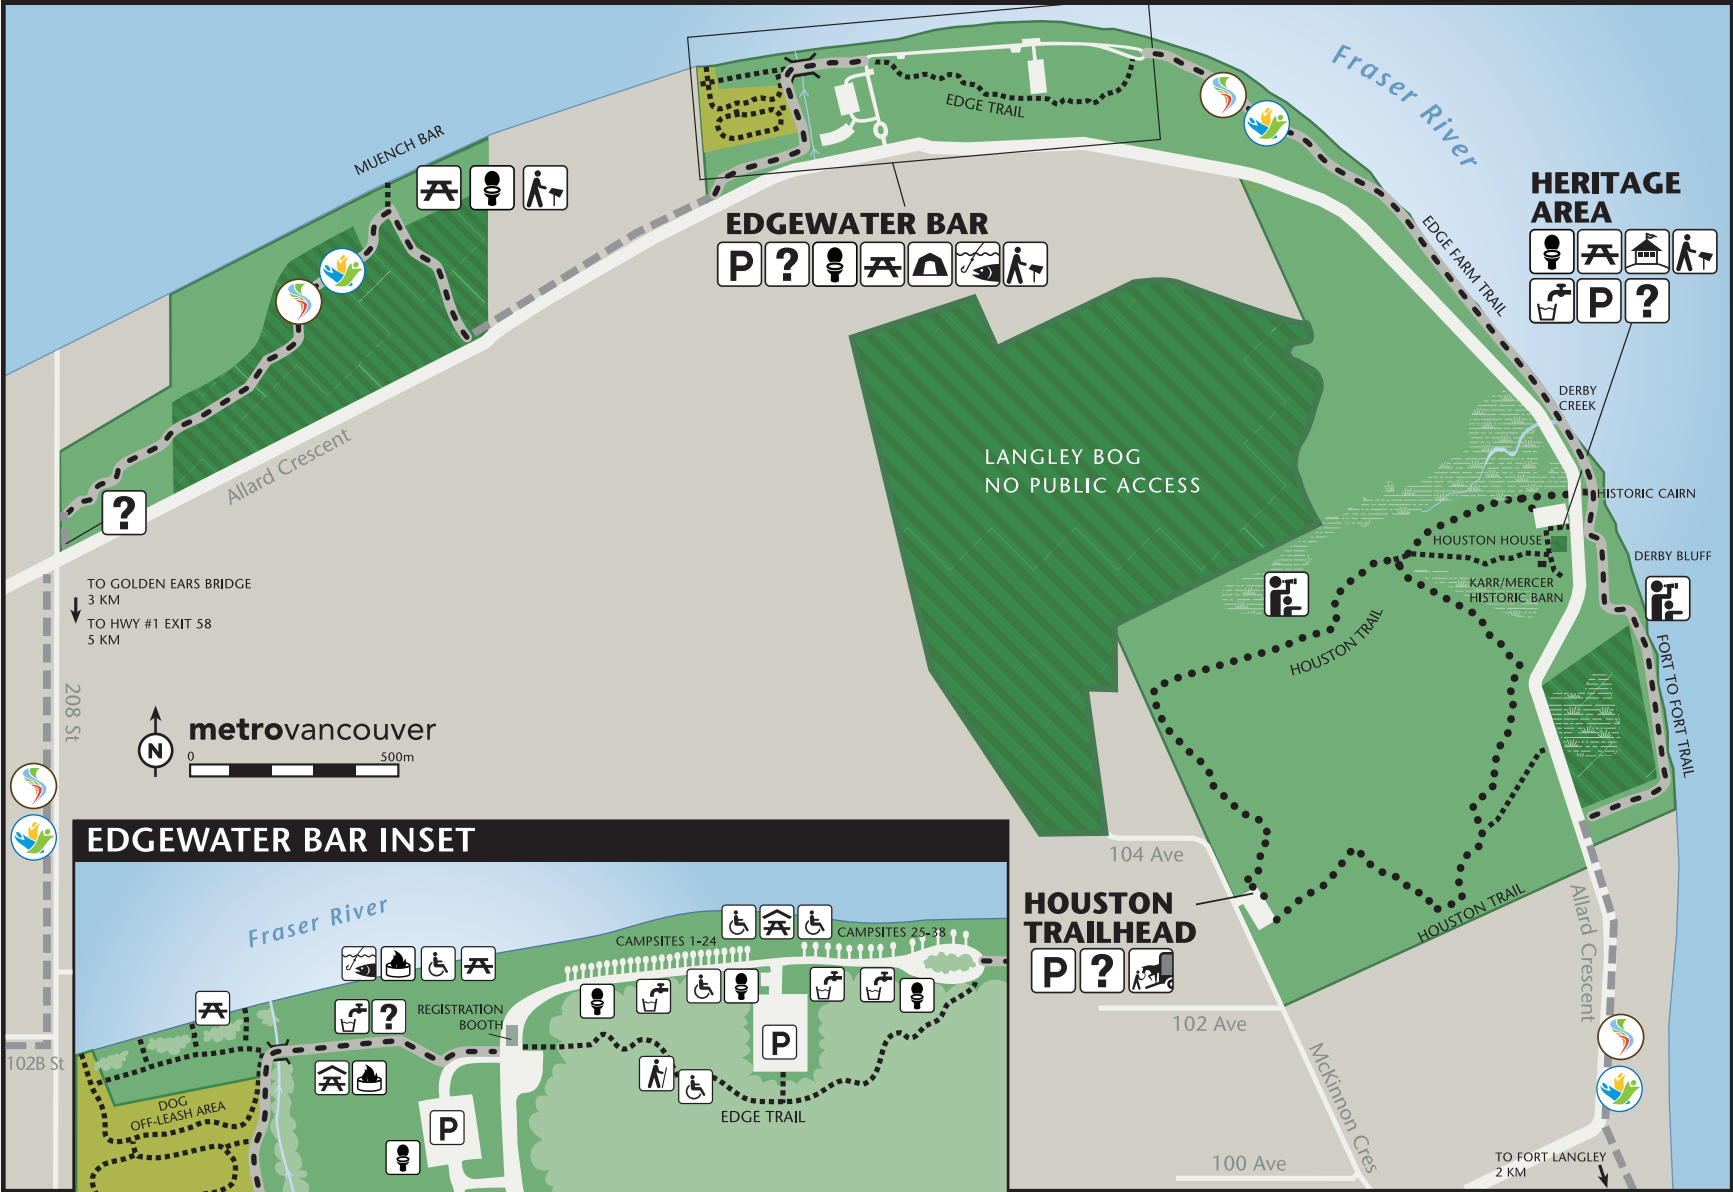 Fraser River
MUENCH BAR
EDGE TRAIL
EDGEWATER BAR
P ?
HERITAGE
AREA
P ?
EDGE FARM TRAIL
DERBY
CREEK
Allard Crescent
?
LANGLEY BOG
NO PUBLIC ACCESS
HISTORIC CAIRN
HOUSTON HOUSE
DERBY BLUFF
KARR/MERCER
HISTORIC BARN
TO GOLDEN EARS BRIDGE
3 KM
TO HWY #1 EXIT 58
5 KM
HOUSTON TRAIL
FORT TO FORT TRAIL
208 St
N
metrovancouver
0 500m
104 Ave
HOUSTON
TRAILHEAD
P ?
HOUSTON TRAIL
Allard Crescent
102 Ave
McKinnon Cres
100 Ave
TO FORT LANGLEY
2 KM
102B St
EDGEWATER BAR INSET
Fraser River
CAMPSITES 1-24
CAMPSITES 25-38
REGISTRATION
BOOTH
?
P
P
DOG
OFF-LEASH AREA
EDGE TRAIL